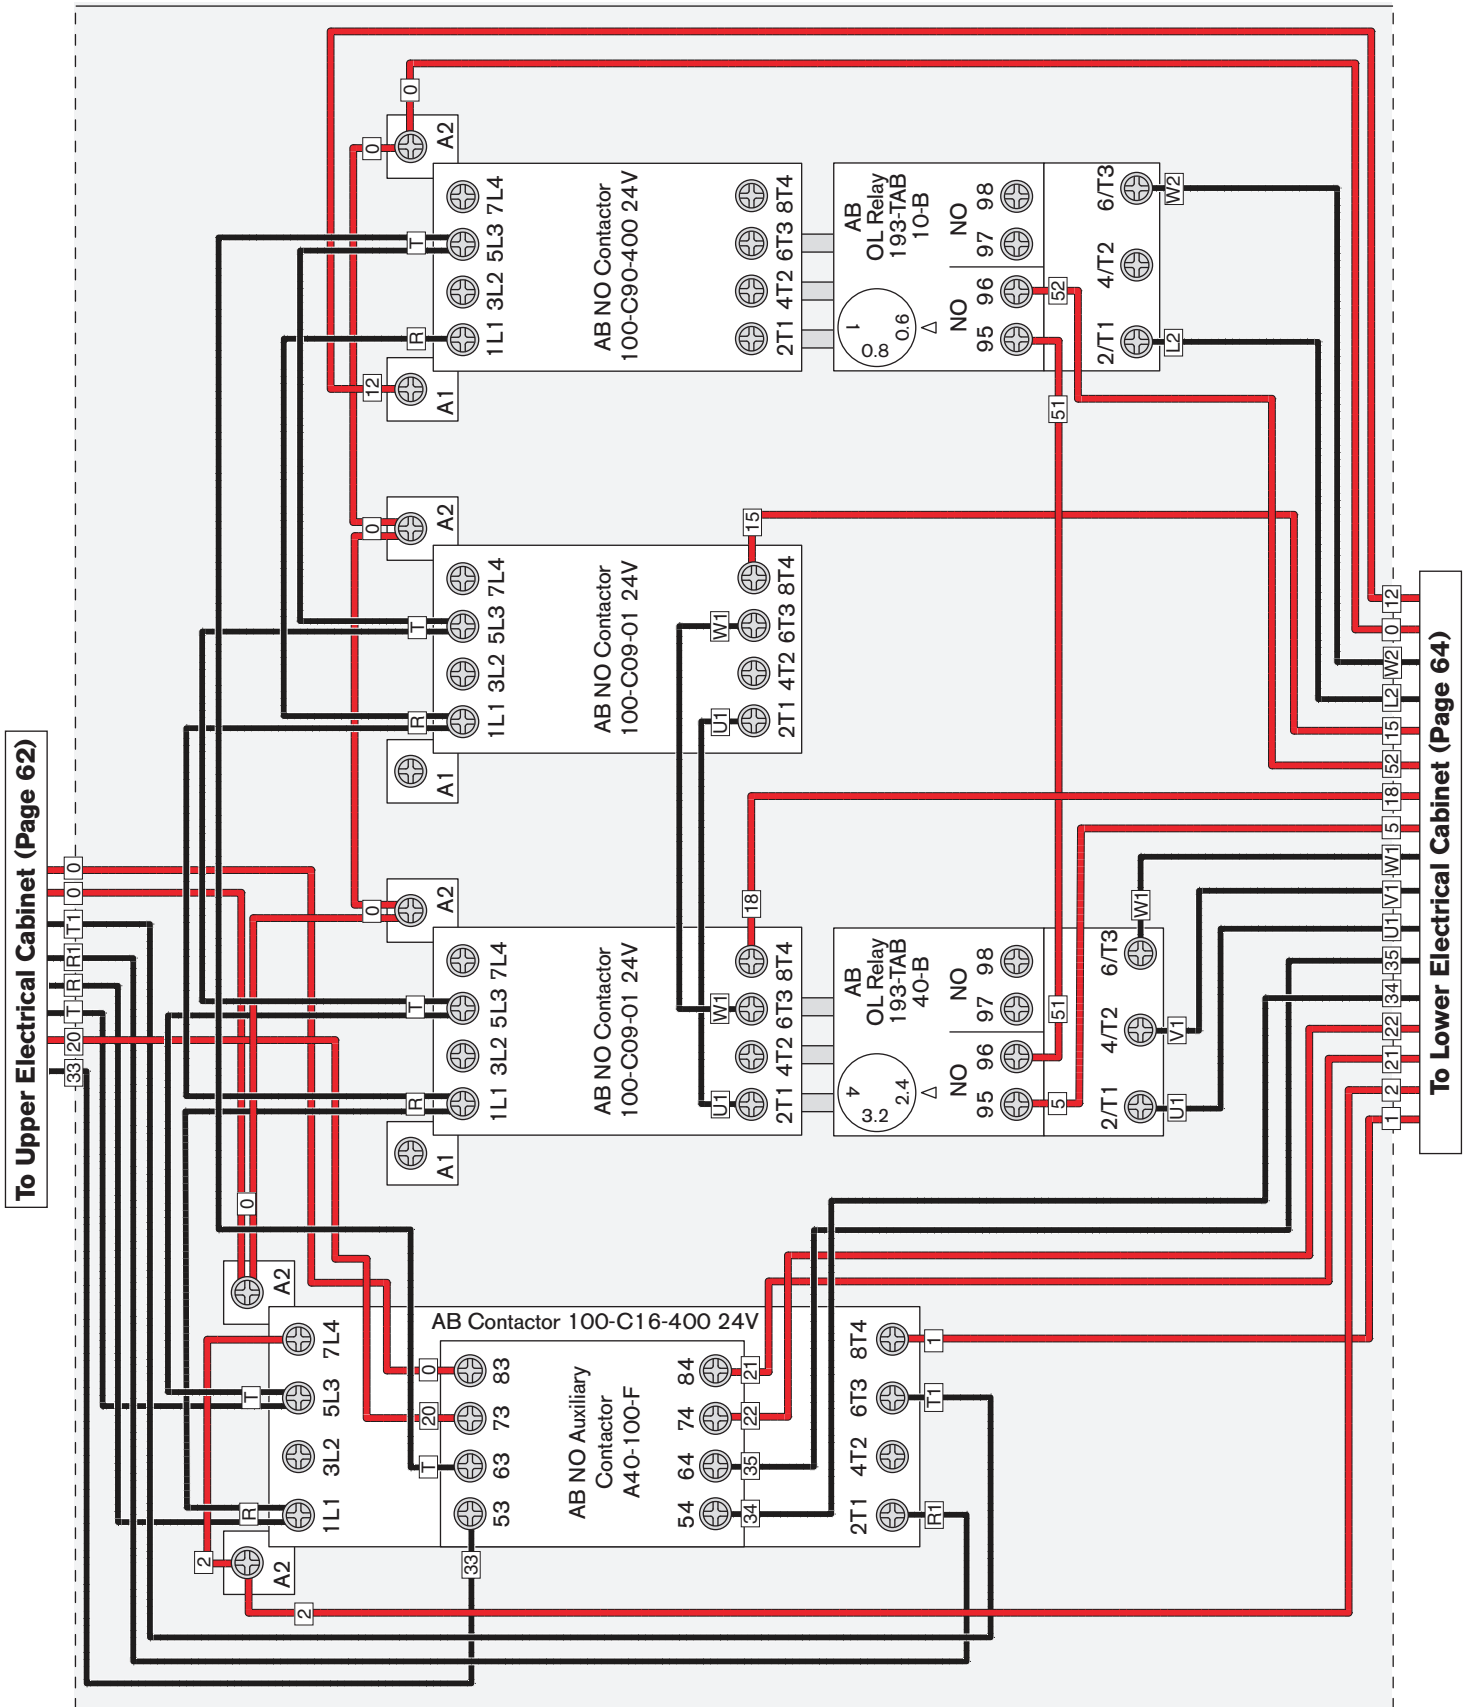 To Upper Electrical Cabinet (Page 62)
0
0
T1
R1
R
T
20
33
0
0
A2
7L4
5L3
3L2
1L1
T
R
12
A1
AB NO Contactor
100-C90-400 24V
8T4
6T3
4T2
2T1
AB
OL Relay
193-TAB
10-B
1
0.8
0.6
NO
98
97
NO
96
95
52
51
6/T3
4/T2
2/T1
W2
L2
0
A2
7L4
5L3
3L2
1L1
T
R
A1
AB NO Contactor
100-C09-01 24V
15
8T4
6T3
4T2
2T1
W1
U1
0
A2
7L4
5L3
3L2
1L1
T
R
A1
AB NO Contactor
100-C09-01 24V
18
8T4
6T3
4T2
2T1
W1
U1
AB
OL Relay
193-TAB
40-B
4
3.2
2.4
NO
98
97
NO
96
95
51
5
6/T3
4/T2
2/T1
W1
V1
U1
0
A2
7L4
5L3
3L2
1L1
T
R
2
A2
2
AB Contactor 100-C16-400 24V
0
20
T
33
83
73
63
53
AB NO Auxiliary
Contactor
A40-100-F
84
74
64
54
21
22
35
34
8T4
6T3
4T2
2T1
1
T1
R1
12
0
W2
L2
15
52
18
5
W1
V1
U1
35
34
22
21
2
1
To Lower Electrical Cabinet (Page 64)